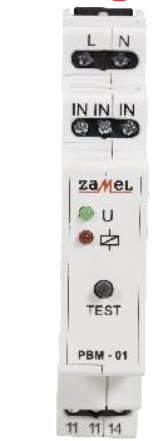 L N
IN IN IN
ZAMEL
U
TEST
PBM - 01
11 11 14